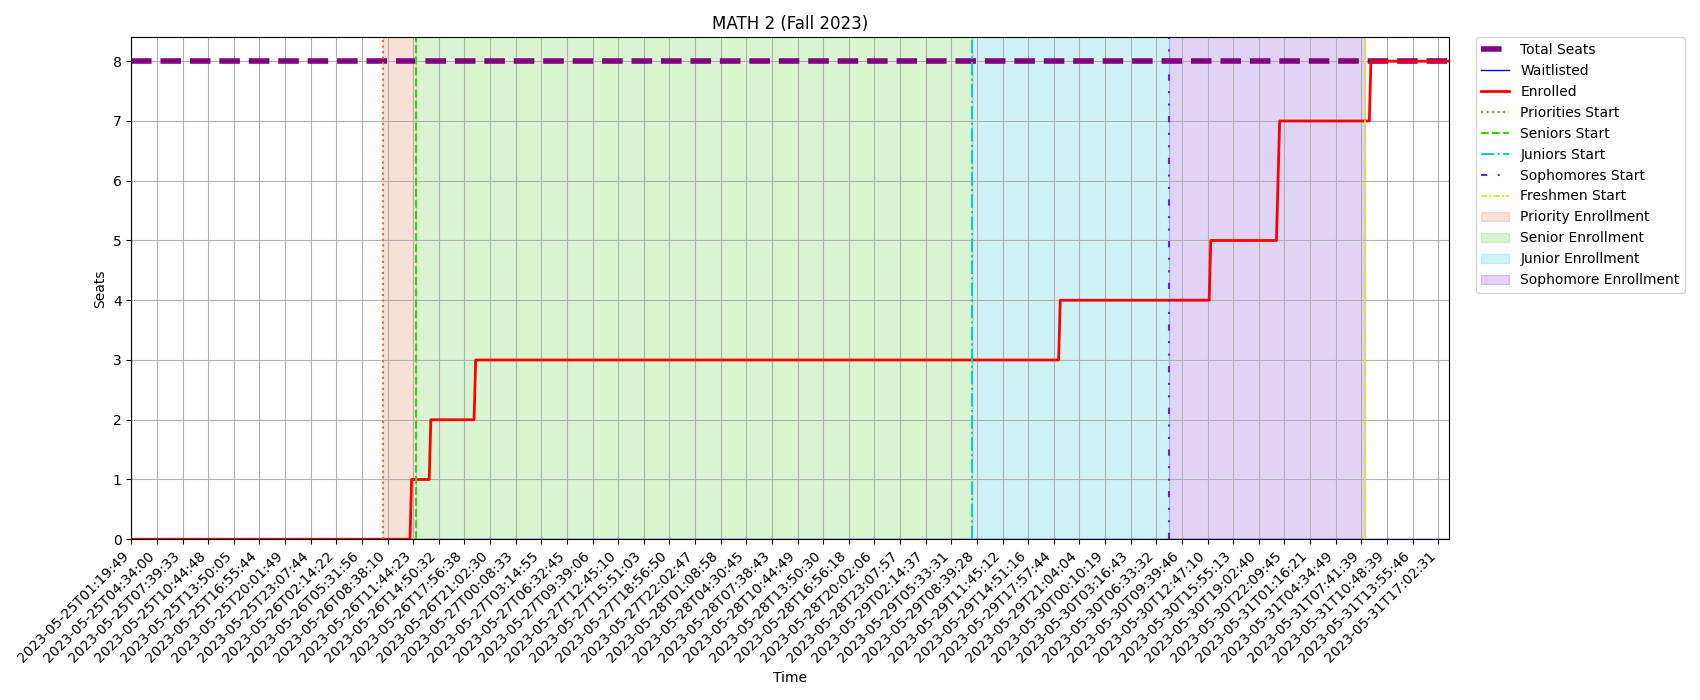 MATH 2 (Fall 2023)
8
7
6
5
4
3
2
1
0
Seats
2023-05-25T01:19:49
2023-05-25T04:34:00
2023-05-25T07:39:33
2023-05-25T10:44:48
2023-05-25T13:50:05
2023-05-25T16:55:44
2023-05-25T20:01:49
2023-05-25T23:07:44
2023-05-26T02:14:22
2023-05-26T05:31:56
2023-05-26T08:38:10
2023-05-26T11:44:23
2023-05-26T14:50:32
2023-05-26T17:56:38
2023-05-26T21:02:30
2023-05-27T00:08:33
2023-05-27T03:14:55
2023-05-27T06:32:45
2023-05-27T09:39:06
2023-05-27T12:45:10
2023-05-27T15:51:03
2023-05-27T18:56:50
2023-05-27T22:02:47
2023-05-28T01:08:58
2023-05-28T04:30:45
2023-05-28T07:38:43
2023-05-28T10:44:49
2023-05-28T13:50:30
2023-05-28T16:56:18
2023-05-28T20:02:06
2023-05-28T23:07:57
2023-05-29T02:14:37
2023-05-29T05:33:31
2023-05-29T08:39:28
2023-05-29T11:45:12
2023-05-29T14:51:16
2023-05-29T17:57:44
2023-05-29T21:04:04
2023-05-30T00:10:19
2023-05-30T03:16:43
2023-05-30T06:33:32
2023-05-30T09:39:46
2023-05-30T12:47:10
2023-05-30T15:55:13
2023-05-30T19:02:40
2023-05-30T22:09:45
2023-05-31T01:16:21
2023-05-31T04:34:49
2023-05-31T07:41:39
2023-05-31T10:48:39
2023-05-31T13:55:46
2023-05-31T17:02:31
Time
Total Seats
Waitlisted
Enrolled
Priorities Start
Seniors Start
Juniors Start
Sophomores Start
Freshmen Start
Priority Enrollment
Senior Enrollment
Junior Enrollment
Sophomore Enrollment